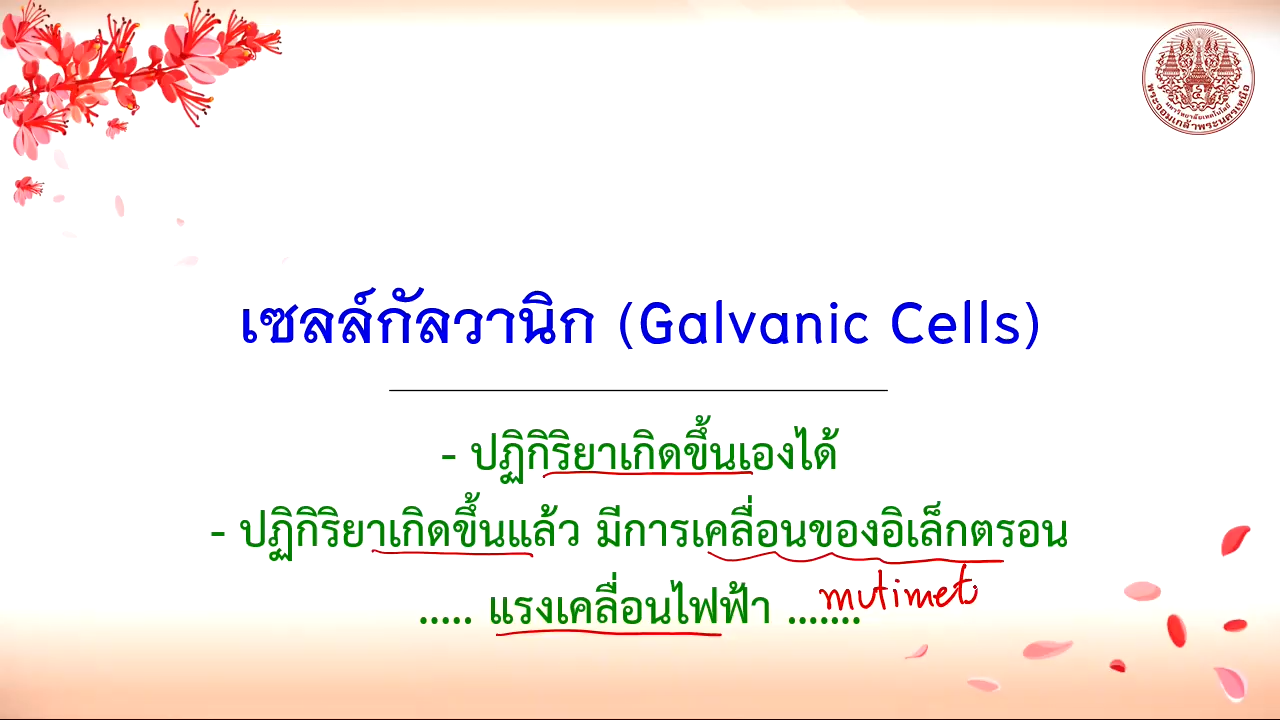 เซลล์กัลวานิก (Galvanic Cells)
- ปฏิกิริยาเกิดขึ้นเองได้
- ปฏิกิริยาเกิดขึ้นแล้ว มีการเคลื่อนของอิเล็กตรอน
..... แรงเคลื่อนไฟฟ้า .......